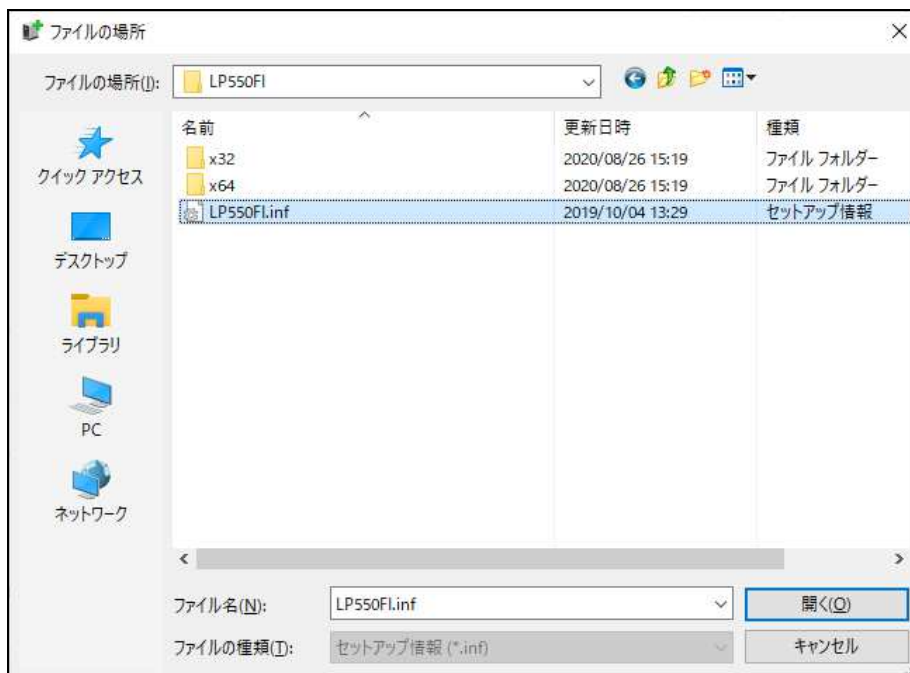 ファイルの場所
ファイルの場所(I): LP550FI
名前 更新日時 種類
x32 2020/08/26 15:19 ファイル フォルダー
x64 2020/08/26 15:19 ファイル フォルダー
LP550FI.inf 2019/10/04 13:29 セットアップ情報
クイック アクセス
デスクトップ
ライブラリ
PC
ネットワーク
ファイル名(N): LP550FI.inf 開く(O)
ファイルの種類(T): セットアップ情報 (*.inf) キャンセル